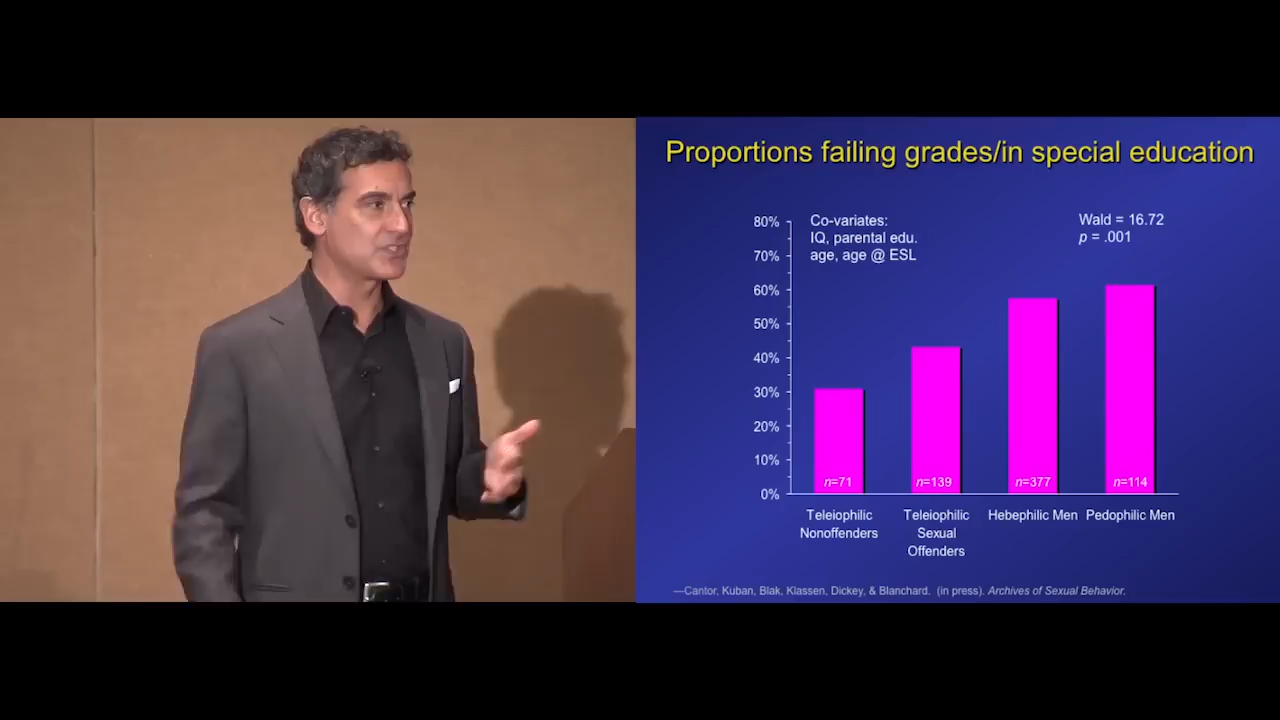 Proportions failing grades/in special education
Co-variates:
IQ, parental edu.
age, age @ ESL
Wald = 16.72
p = .001
80%
70%
60%
50%
40%
30%
20%
10%
0%
n=71
n=139
n=377
n=114
Teleiophilic
Nonoffenders
Teleiophilic
Sexual
Offenders
Hebephilic Men
Pedophilic Men
—Cantor, Kuban, Blak, Klassen, Dickey, & Blanchard. (in press). Archives of Sexual Behavior.